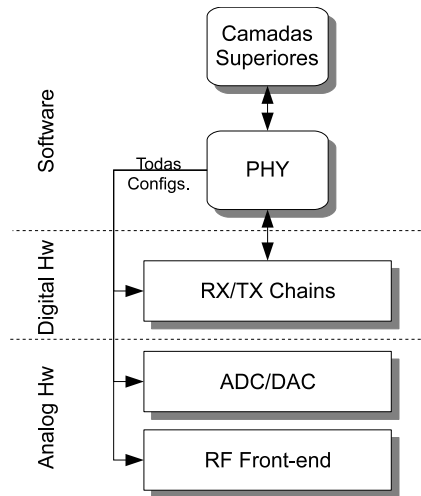 Camadas
Superiores
Software
Todas
Configs.
PHY
Digital Hw
RX/TX Chains
Analog Hw
ADC/DAC
RF Front-end